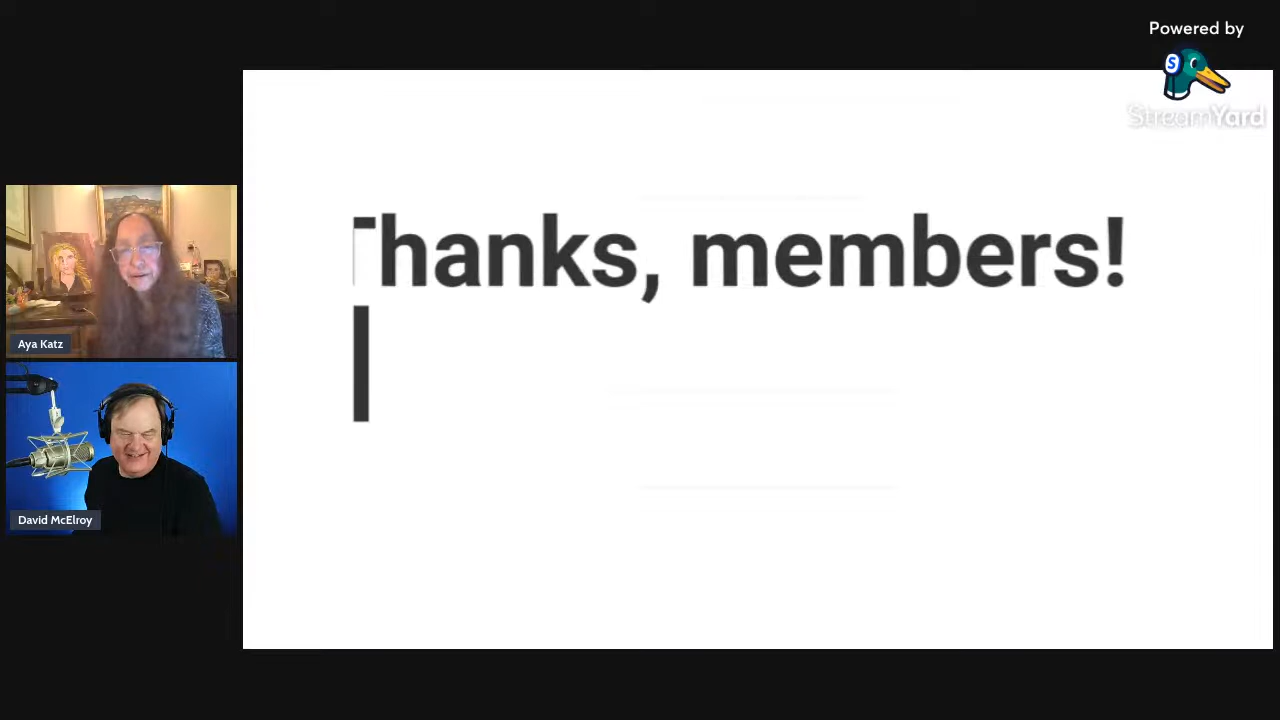 Powered by
StreamYard
Thanks, members!
Aya Katz
David McElroy